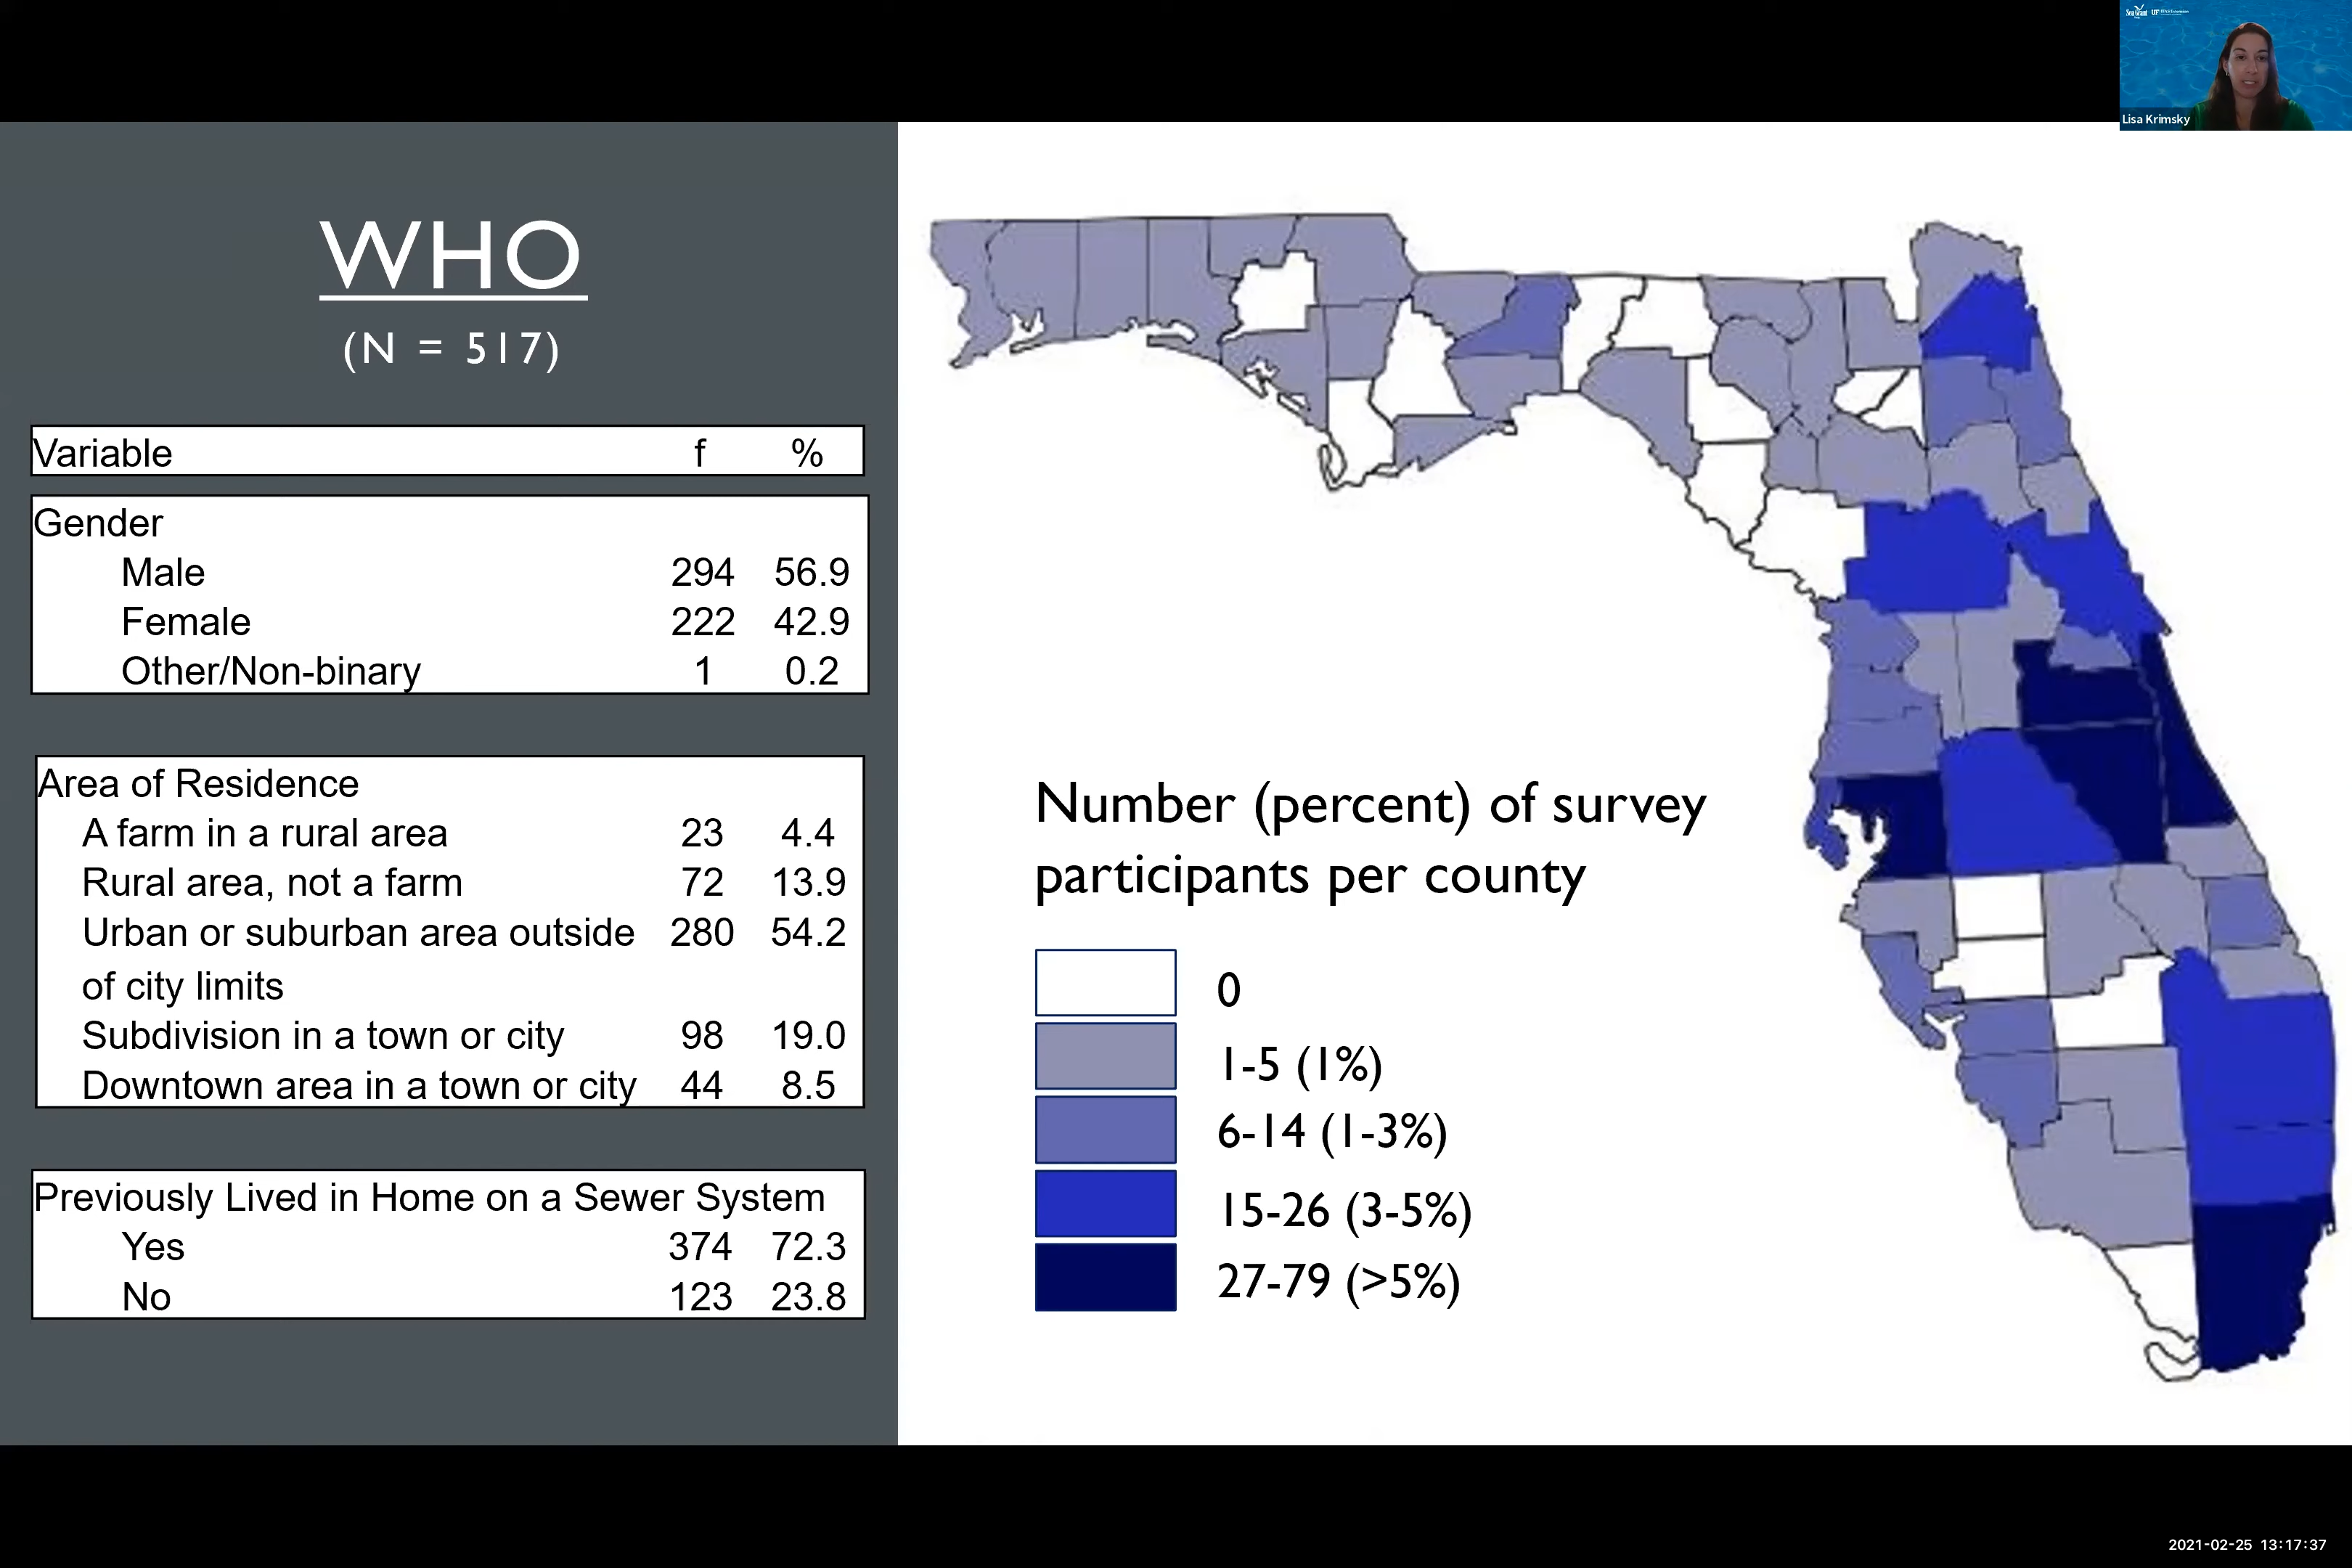 Sea Grant UF
Lisa Krimsky
WHO
(N = 517)
Variable f %
Gender
Male 294 56.9
Female 222 42.9
Other/Non-binary 1 0.2
Area of Residence
A farm in a rural area 23 4.4
Rural area, not a farm 72 13.9
Urban or suburban area outside 280 54.2
of city limits
Subdivision in a town or city 98 19.0
Downtown area in a town or city 44 8.5
Previously Lived in Home on a Sewer System
Yes 374 72.3
No 123 23.8
Number (percent) of survey
participants per county
0
1-5 (1%)
6-14 (1-3%)
15-26 (3-5%)
27-79 (>5%)
2021-02-25 13:17:37